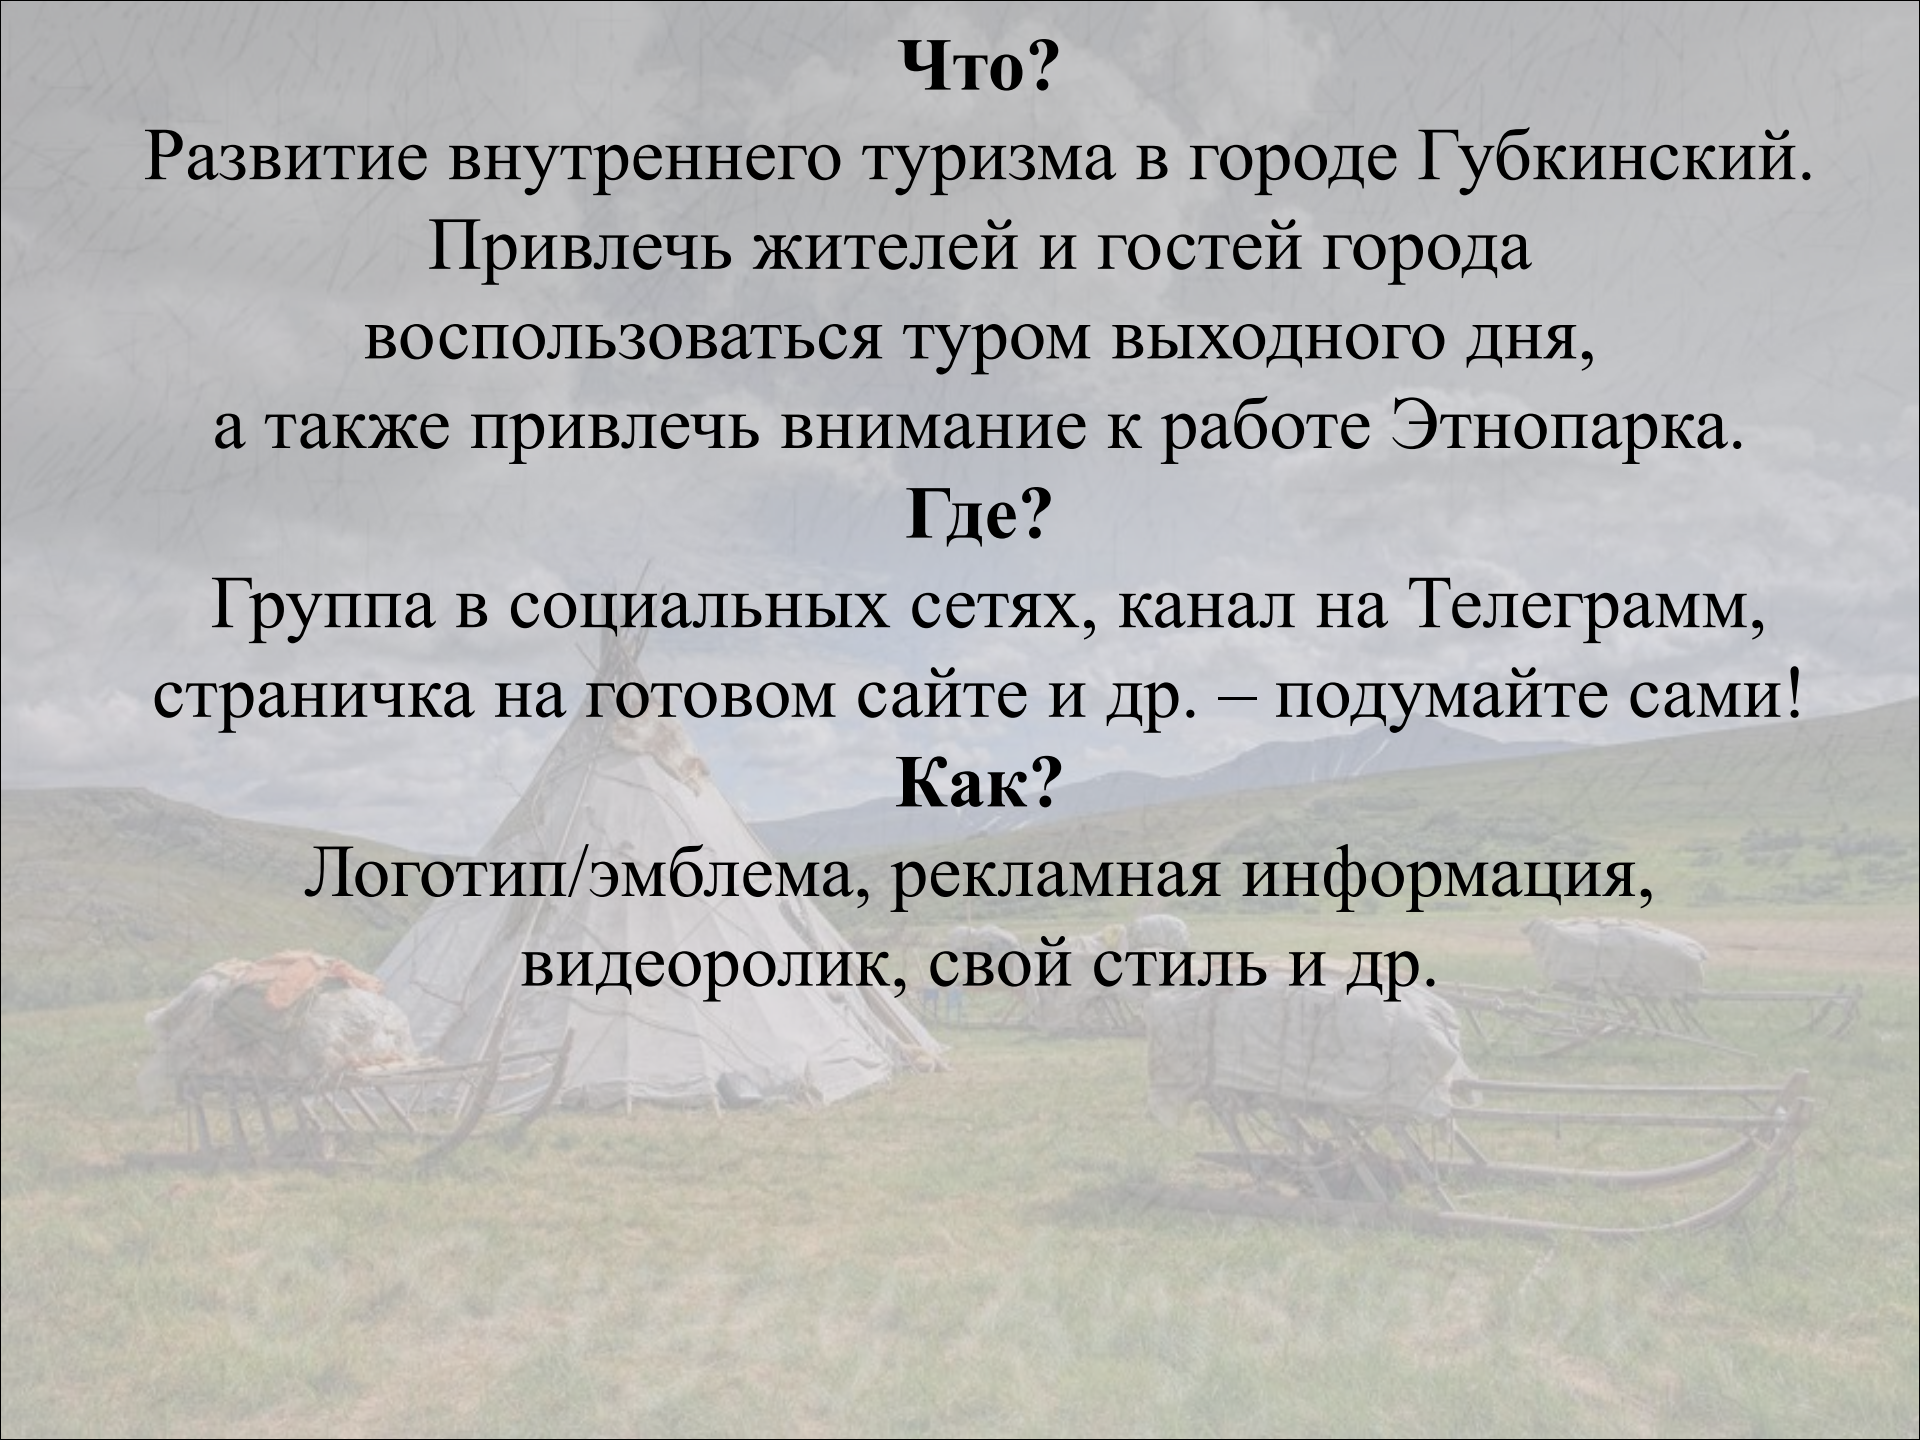 Что?
Развитие внутреннего туризма в городе Губкинский.
Привлечь жителей и гостей города
воспользоваться туром выходного дня,
а также привлечь внимание к работе Этнопарка.
Где?
Группа в социальных сетях, канал на Телеграмм,
страничка на готовом сайте и др. – подумайте сами!
Как?
Логотип/эмблема, рекламная информация,
видеоролик, свой стиль и др.